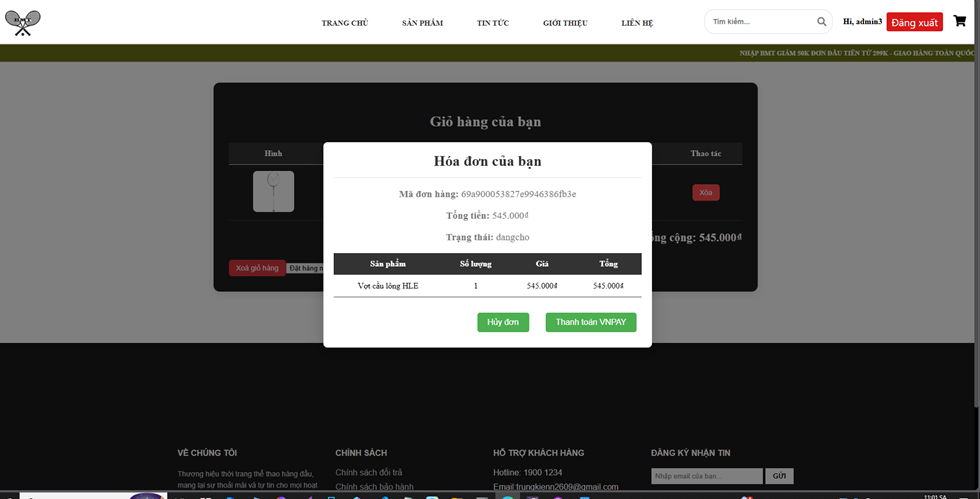 BMT
TRANG CHỦ SẢN PHẨM TIN TỨC GIỚI THIỆU LIÊN HỆ Tìm kiếm... Hi, admin3 Đăng xuất
NHẬP BMT GIẢM 50K ĐƠN ĐẦU TIÊN TỪ 299K - GIAO HÀNG TOÀN QUỐC
Giỏ hàng của bạn
Hình Thao tác
Xóa
cộng: 545.000₫
Xoá giỏ hàng Đặt hàng
Hóa đơn của bạn
Mã đơn hàng: 69a900053827e9946386fb3e
Tổng tiền: 545.000₫
Trạng thái: dangcho
Sản phẩm Số lượng Giá Tổng
Vợt cầu lông HLE 1 545.000₫ 545.000₫
Hủy đơn Thanh toán VNPAY
VỀ CHÚNG TÔI CHÍNH SÁCH HỖ TRỢ KHÁCH HÀNG ĐĂNG KÝ NHẬN TIN
Thương hiệu thời trang thể thao hàng đầu, Chính sách đổi trả Hotline: 1900 1234 Nhập email của bạn... GỬI
mang lại sự thoải mái và tự tin cho mọi hoạt Chính sách bảo hành Email:trungkienn2609@gmail.com
11:01 SA